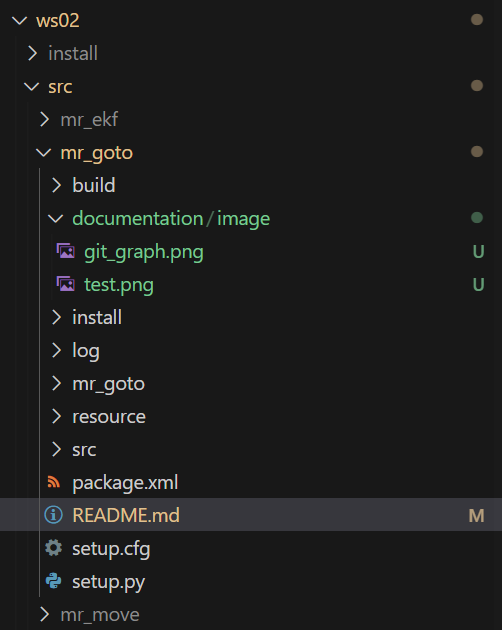 ws02
install
src
mr_ekf
mr_goto
build
documentation/image
git_graph.png U
test.png U
install
log
mr_goto
resource
src
package.xml
README.md M
setup.cfg
setup.py
mr_move